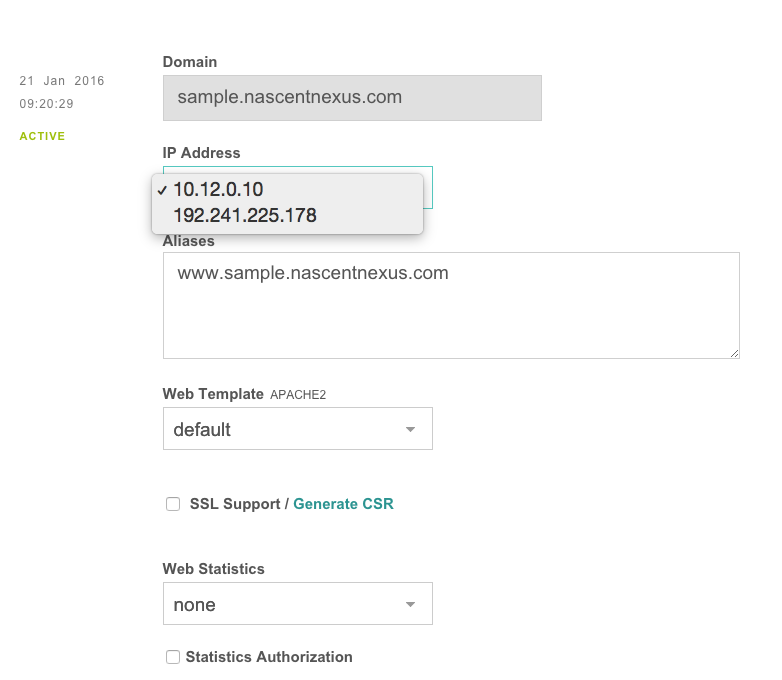 21 Jan 2016
09:20:29
ACTIVE
Domain
sample.nascentnexus.com
IP Address
✓ 10.12.0.10
192.241.225.178
Aliases
www.sample.nascentnexus.com
Web Template APACHE2
default
SSL Support / Generate CSR
Web Statistics
none
Statistics Authorization